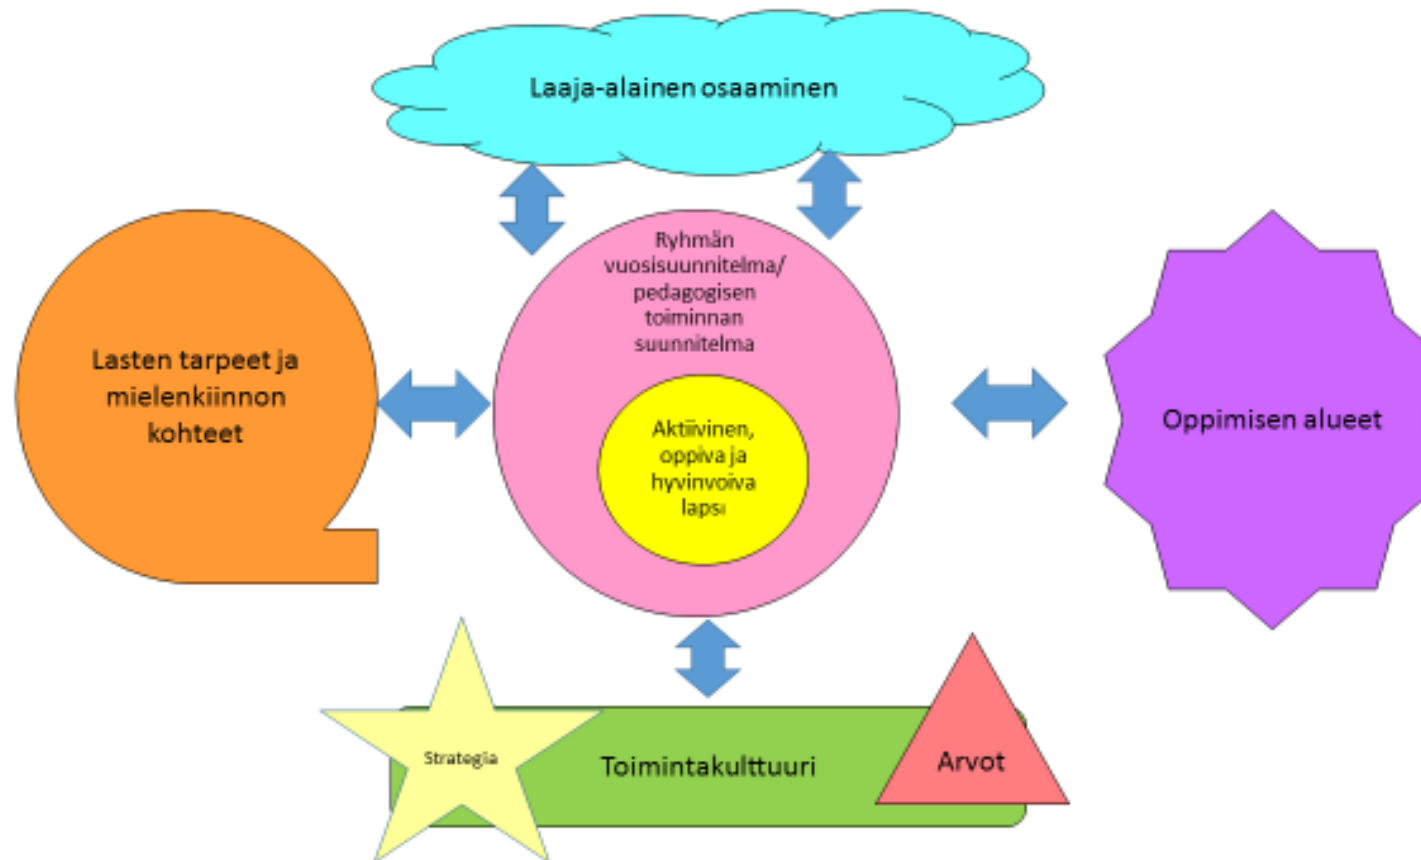 Laaja-alainen osaaminen
Ryhmän
vuosisuunnitelma/
pedagogisen
toiminnan
suunnitelma
Lasten tarpeet ja
mielenkiinnon
kohteet
Aktiivinen,
oppiva ja
hyvinvoiva
lapsi
Oppimisen alueet
Strategia
Toimintakulttuuri
Arvot